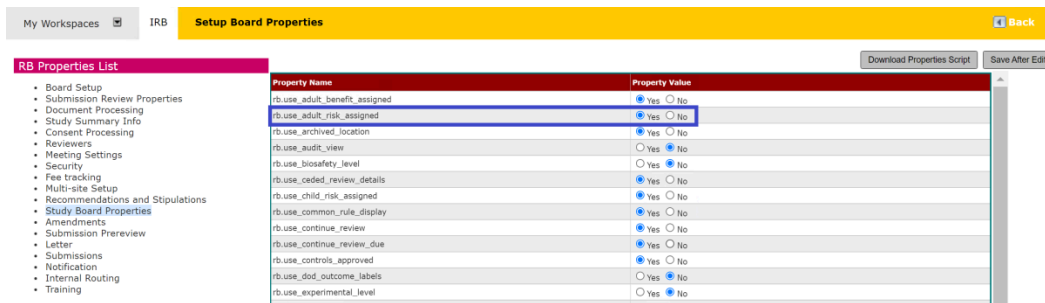 My Workspaces IRB Setup Board Properties Back
Download Properties Script Save After Edi
RB Properties List
Board Setup
Submission Review Properties
Document Processing
Study Summary Info
Consent Processing
Reviewers
Meeting Settings
Security
Fee tracking
Multi-site Setup
Recommendations and Stipulations
Study Board Properties
Amendments
Submission Prereview
Letter
Submissions
Notification
Internal Routing
Training
Property Name Property Value
rb.use_adult_benefit_assigned Yes No
rb.use_adult_risk_assigned Yes No
rb.use_archived_location Yes No
rb.use_audit_view Yes No
rb.use_biosafety_level Yes No
rb.use_ceded_review_details Yes No
rb.use_child_risk_assigned Yes No
rb.use_common_rule_display Yes No
rb.use_continue_review Yes No
rb.use_continue_review_due Yes No
rb.use_controls_approved Yes No
rb.use_dod_outcome_labels Yes No
rb.use_experimental_level Yes No